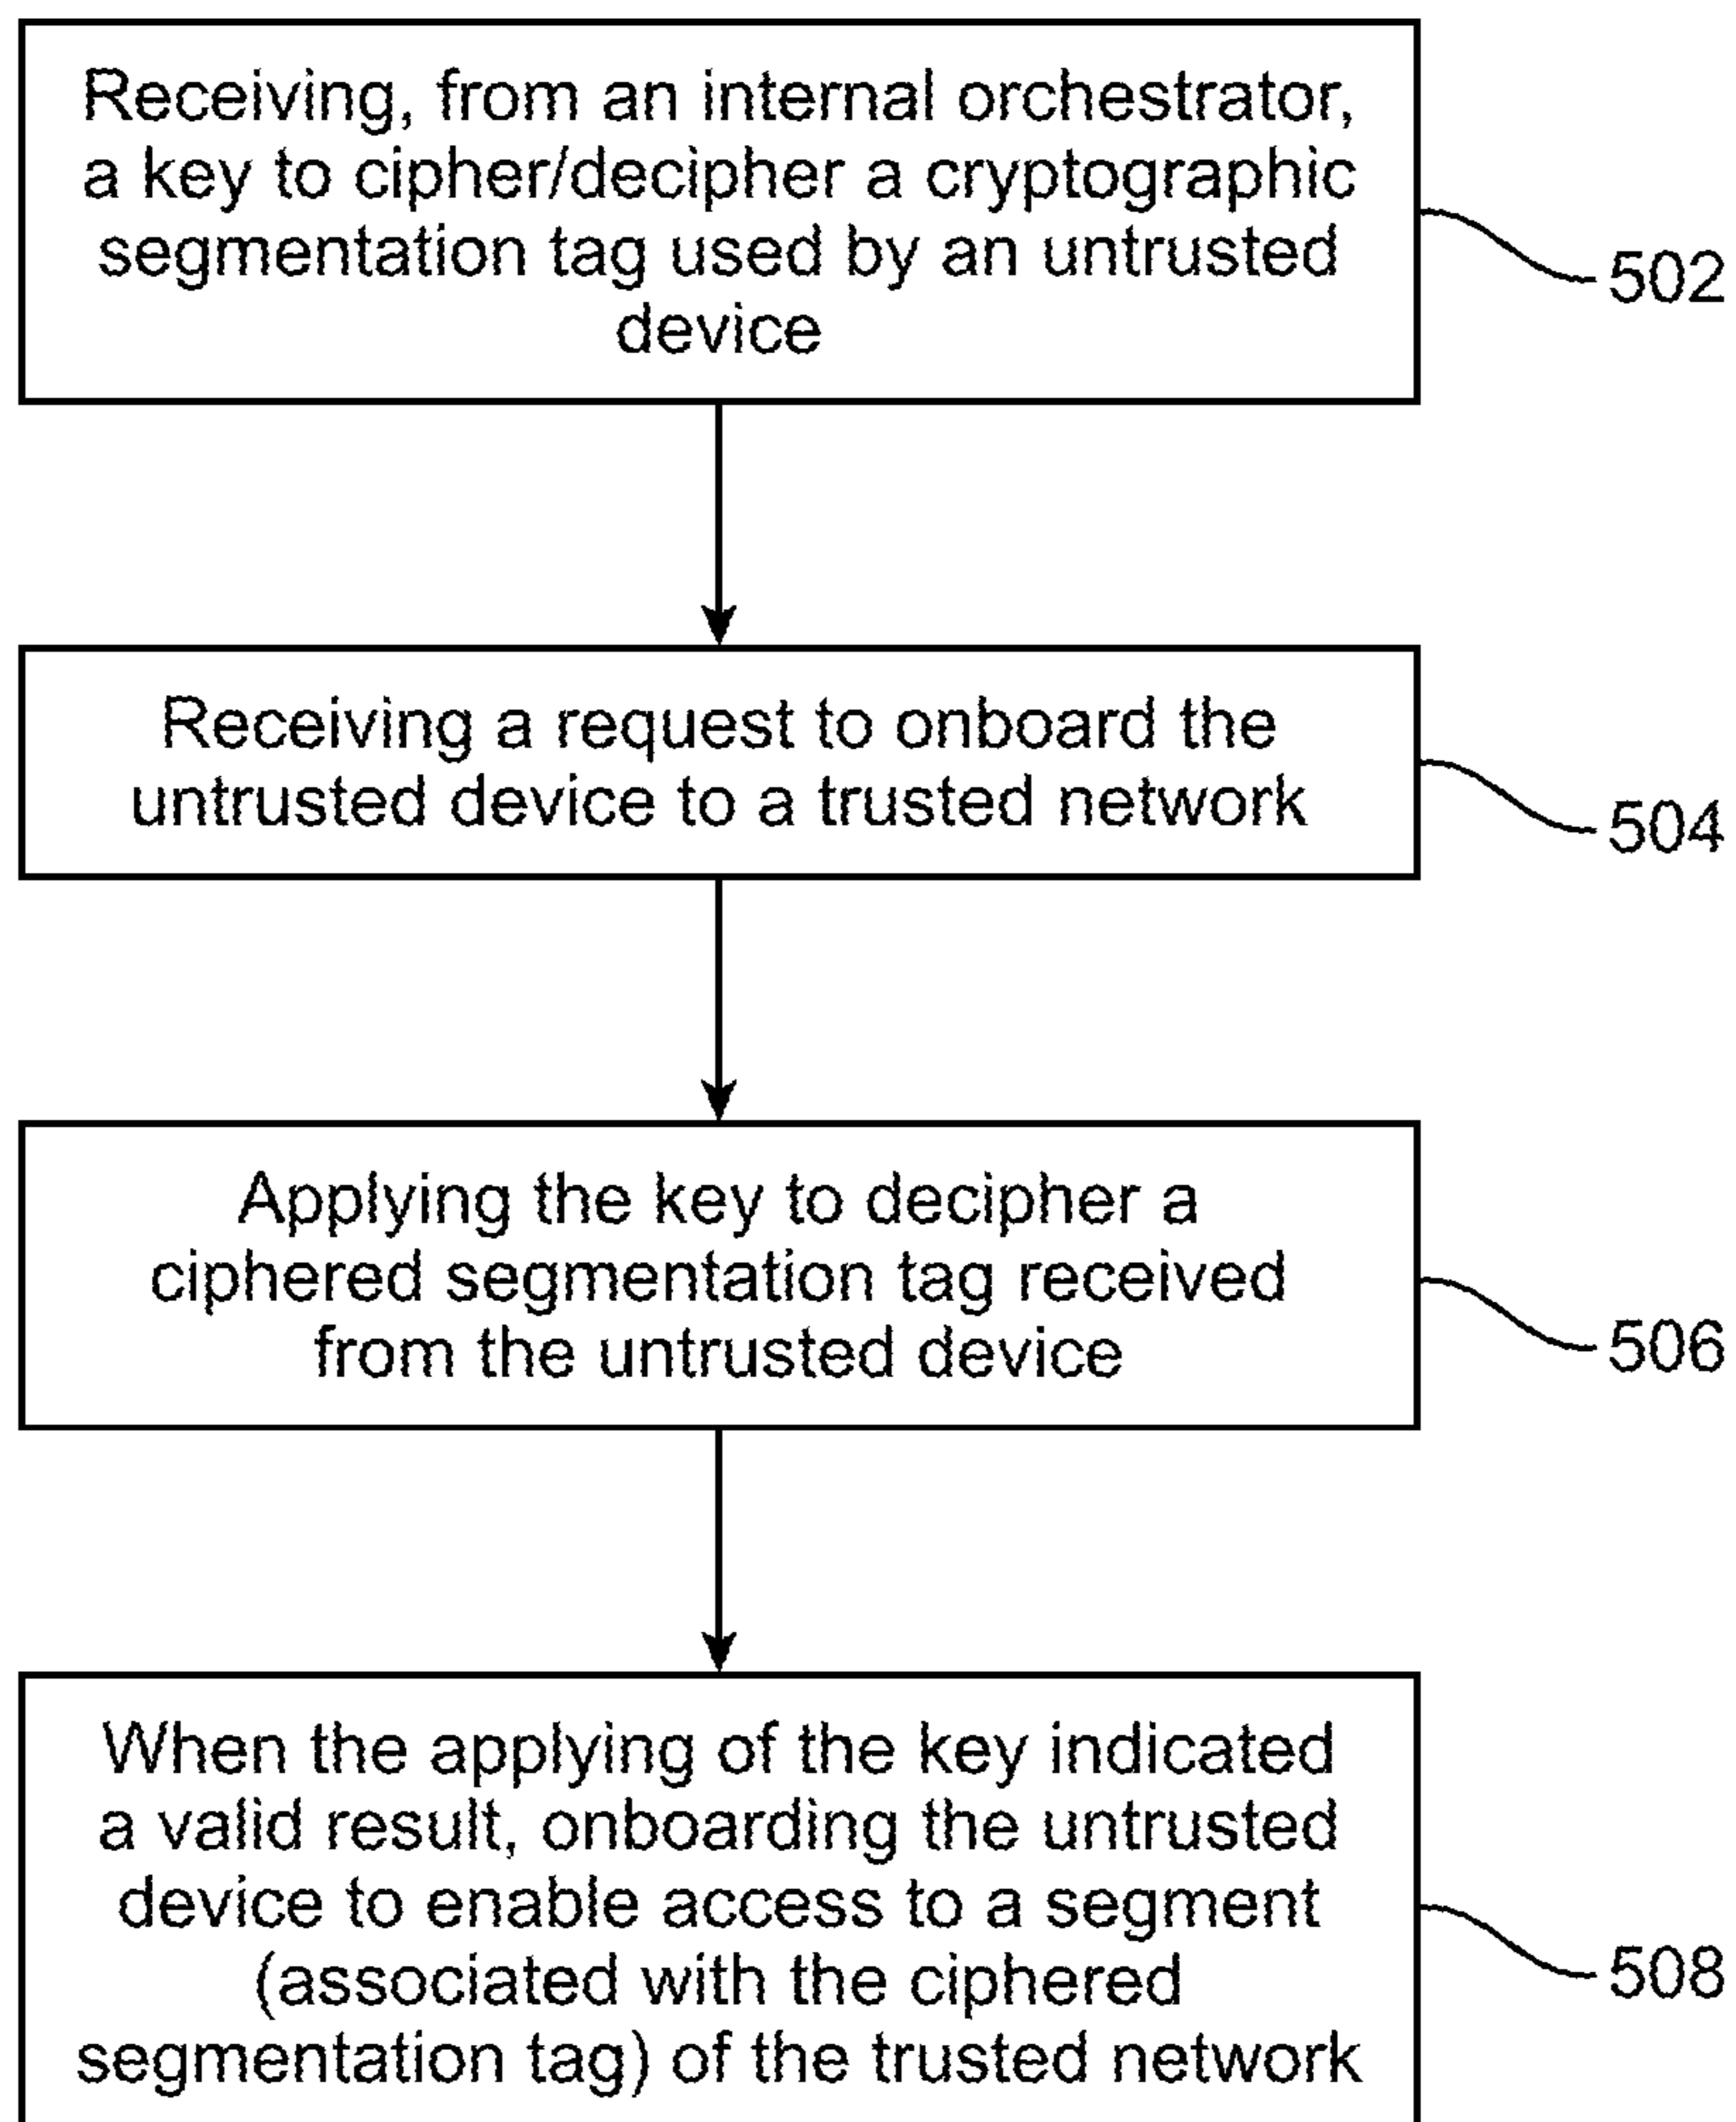 Receiving, from an internal orchestrator,
a key to cipher/decipher a cryptographic
segmentation tag used by an untrusted
device
502
Receiving a request to onboard the
untrusted device to a trusted network
504
Applying the key to decipher a
ciphered segmentation tag received
from the untrusted device
506
When the applying of the key indicated
a valid result, onboarding the untrusted
device to enable access to a segment
(associated with the ciphered
segmentation tag) of the trusted network
508